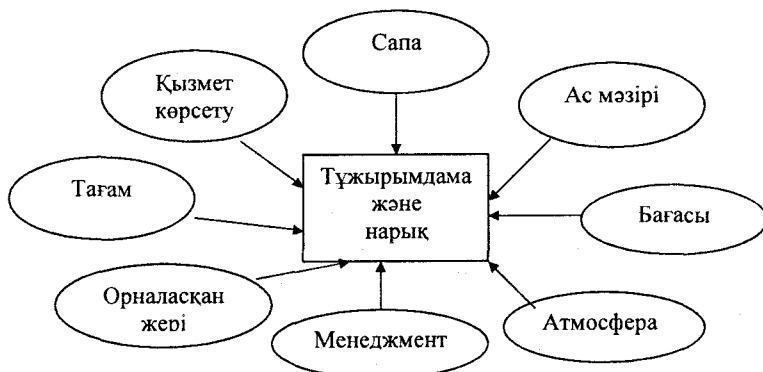 Сапа
Қызмет
көрсету
Ас мәзірі
Тағам
Тұжырымдама
және
нарық
Бағасы
Орналасқан
жері
Менеджмент
Атмосфера